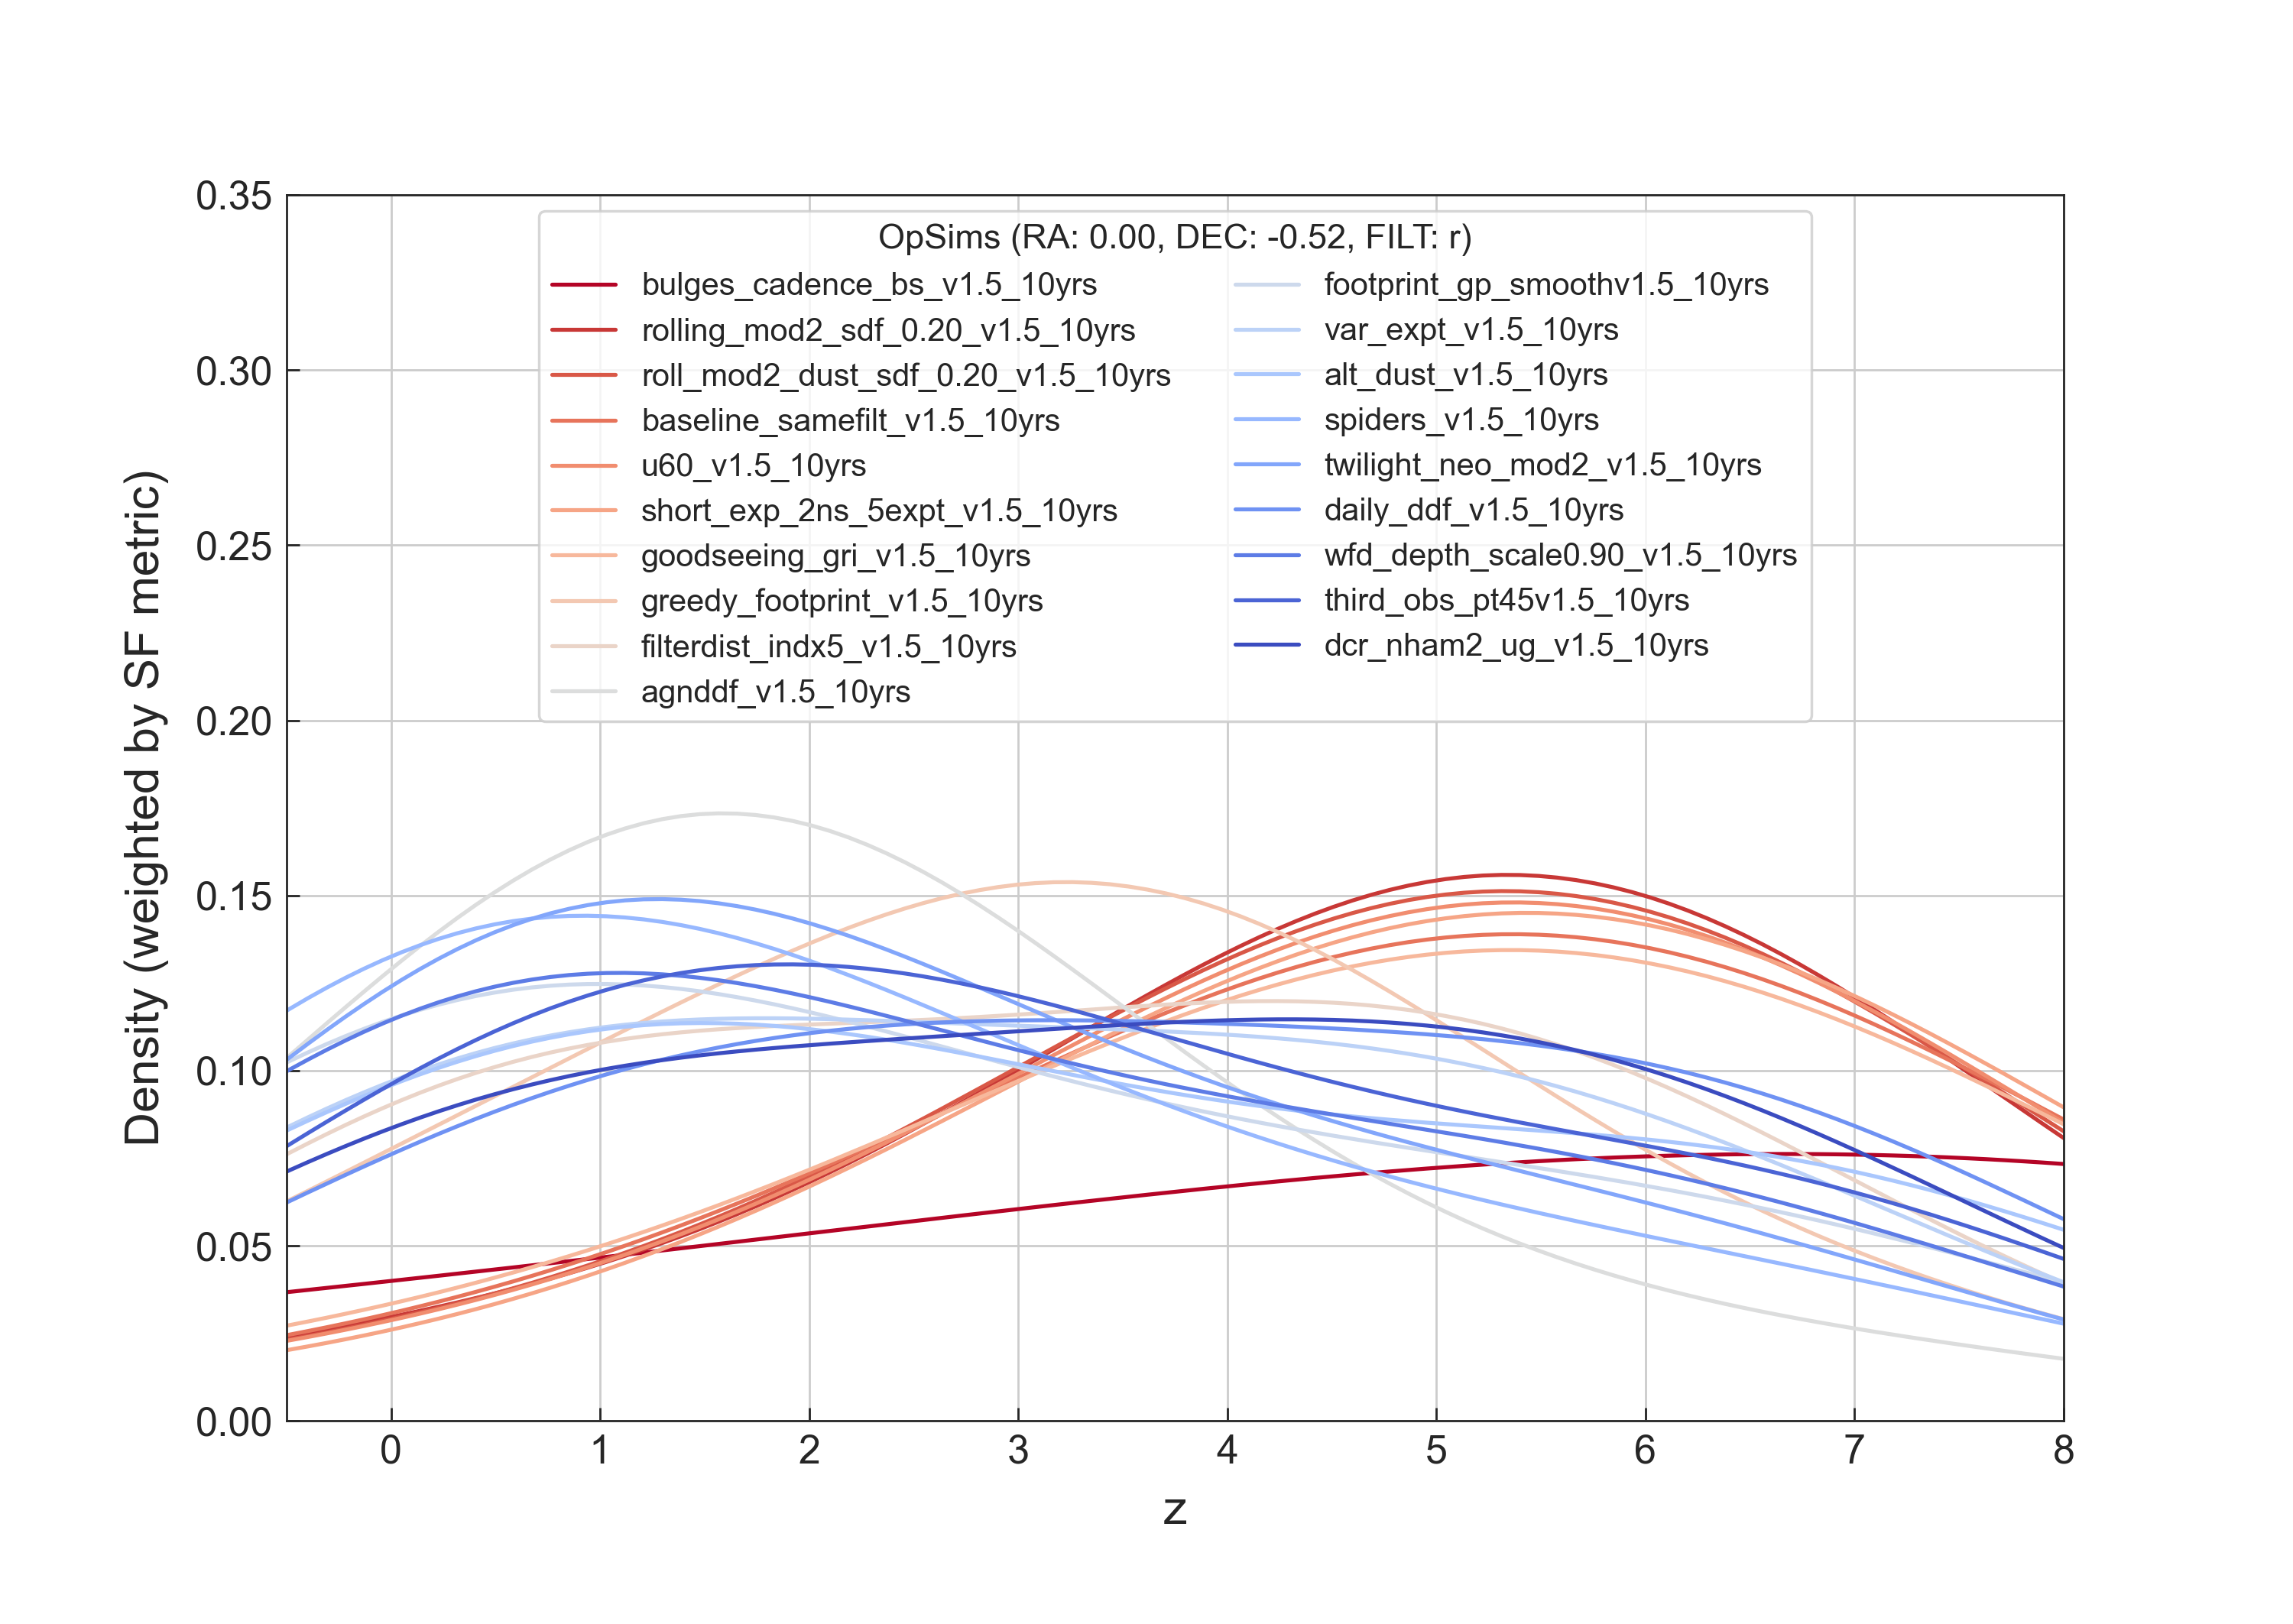 OpSims (RA: 0.00, DEC: -0.52, FILT: r)
bulges_cadence_bs_v1.5_10yrs
rolling_mod2_sdf_0.20_v1.5_10yrs
roll_mod2_dust_sdf_0.20_v1.5_10yrs
baseline_samefilt_v1.5_10yrs
u60_v1.5_10yrs
short_exp_2ns_5expt_v1.5_10yrs
goodseeing_gri_v1.5_10yrs
greedy_footprint_v1.5_10yrs
filterdist_indx5_v1.5_10yrs
agnddf_v1.5_10yrs
footprint_gp_smoothv1.5_10yrs
var_expt_v1.5_10yrs
alt_dust_v1.5_10yrs
spiders_v1.5_10yrs
twilight_neo_mod2_v1.5_10yrs
daily_ddf_v1.5_10yrs
wfd_depth_scale0.90_v1.5_10yrs
third_obs_pt45v1.5_10yrs
dcr_nham2_ug_v1.5_10yrs
Density (weighted by SF metric)
0.35
0.30
0.25
0.20
0.15
0.10
0.05
0.00
0 1 2 3 4 5 6 7 8
z